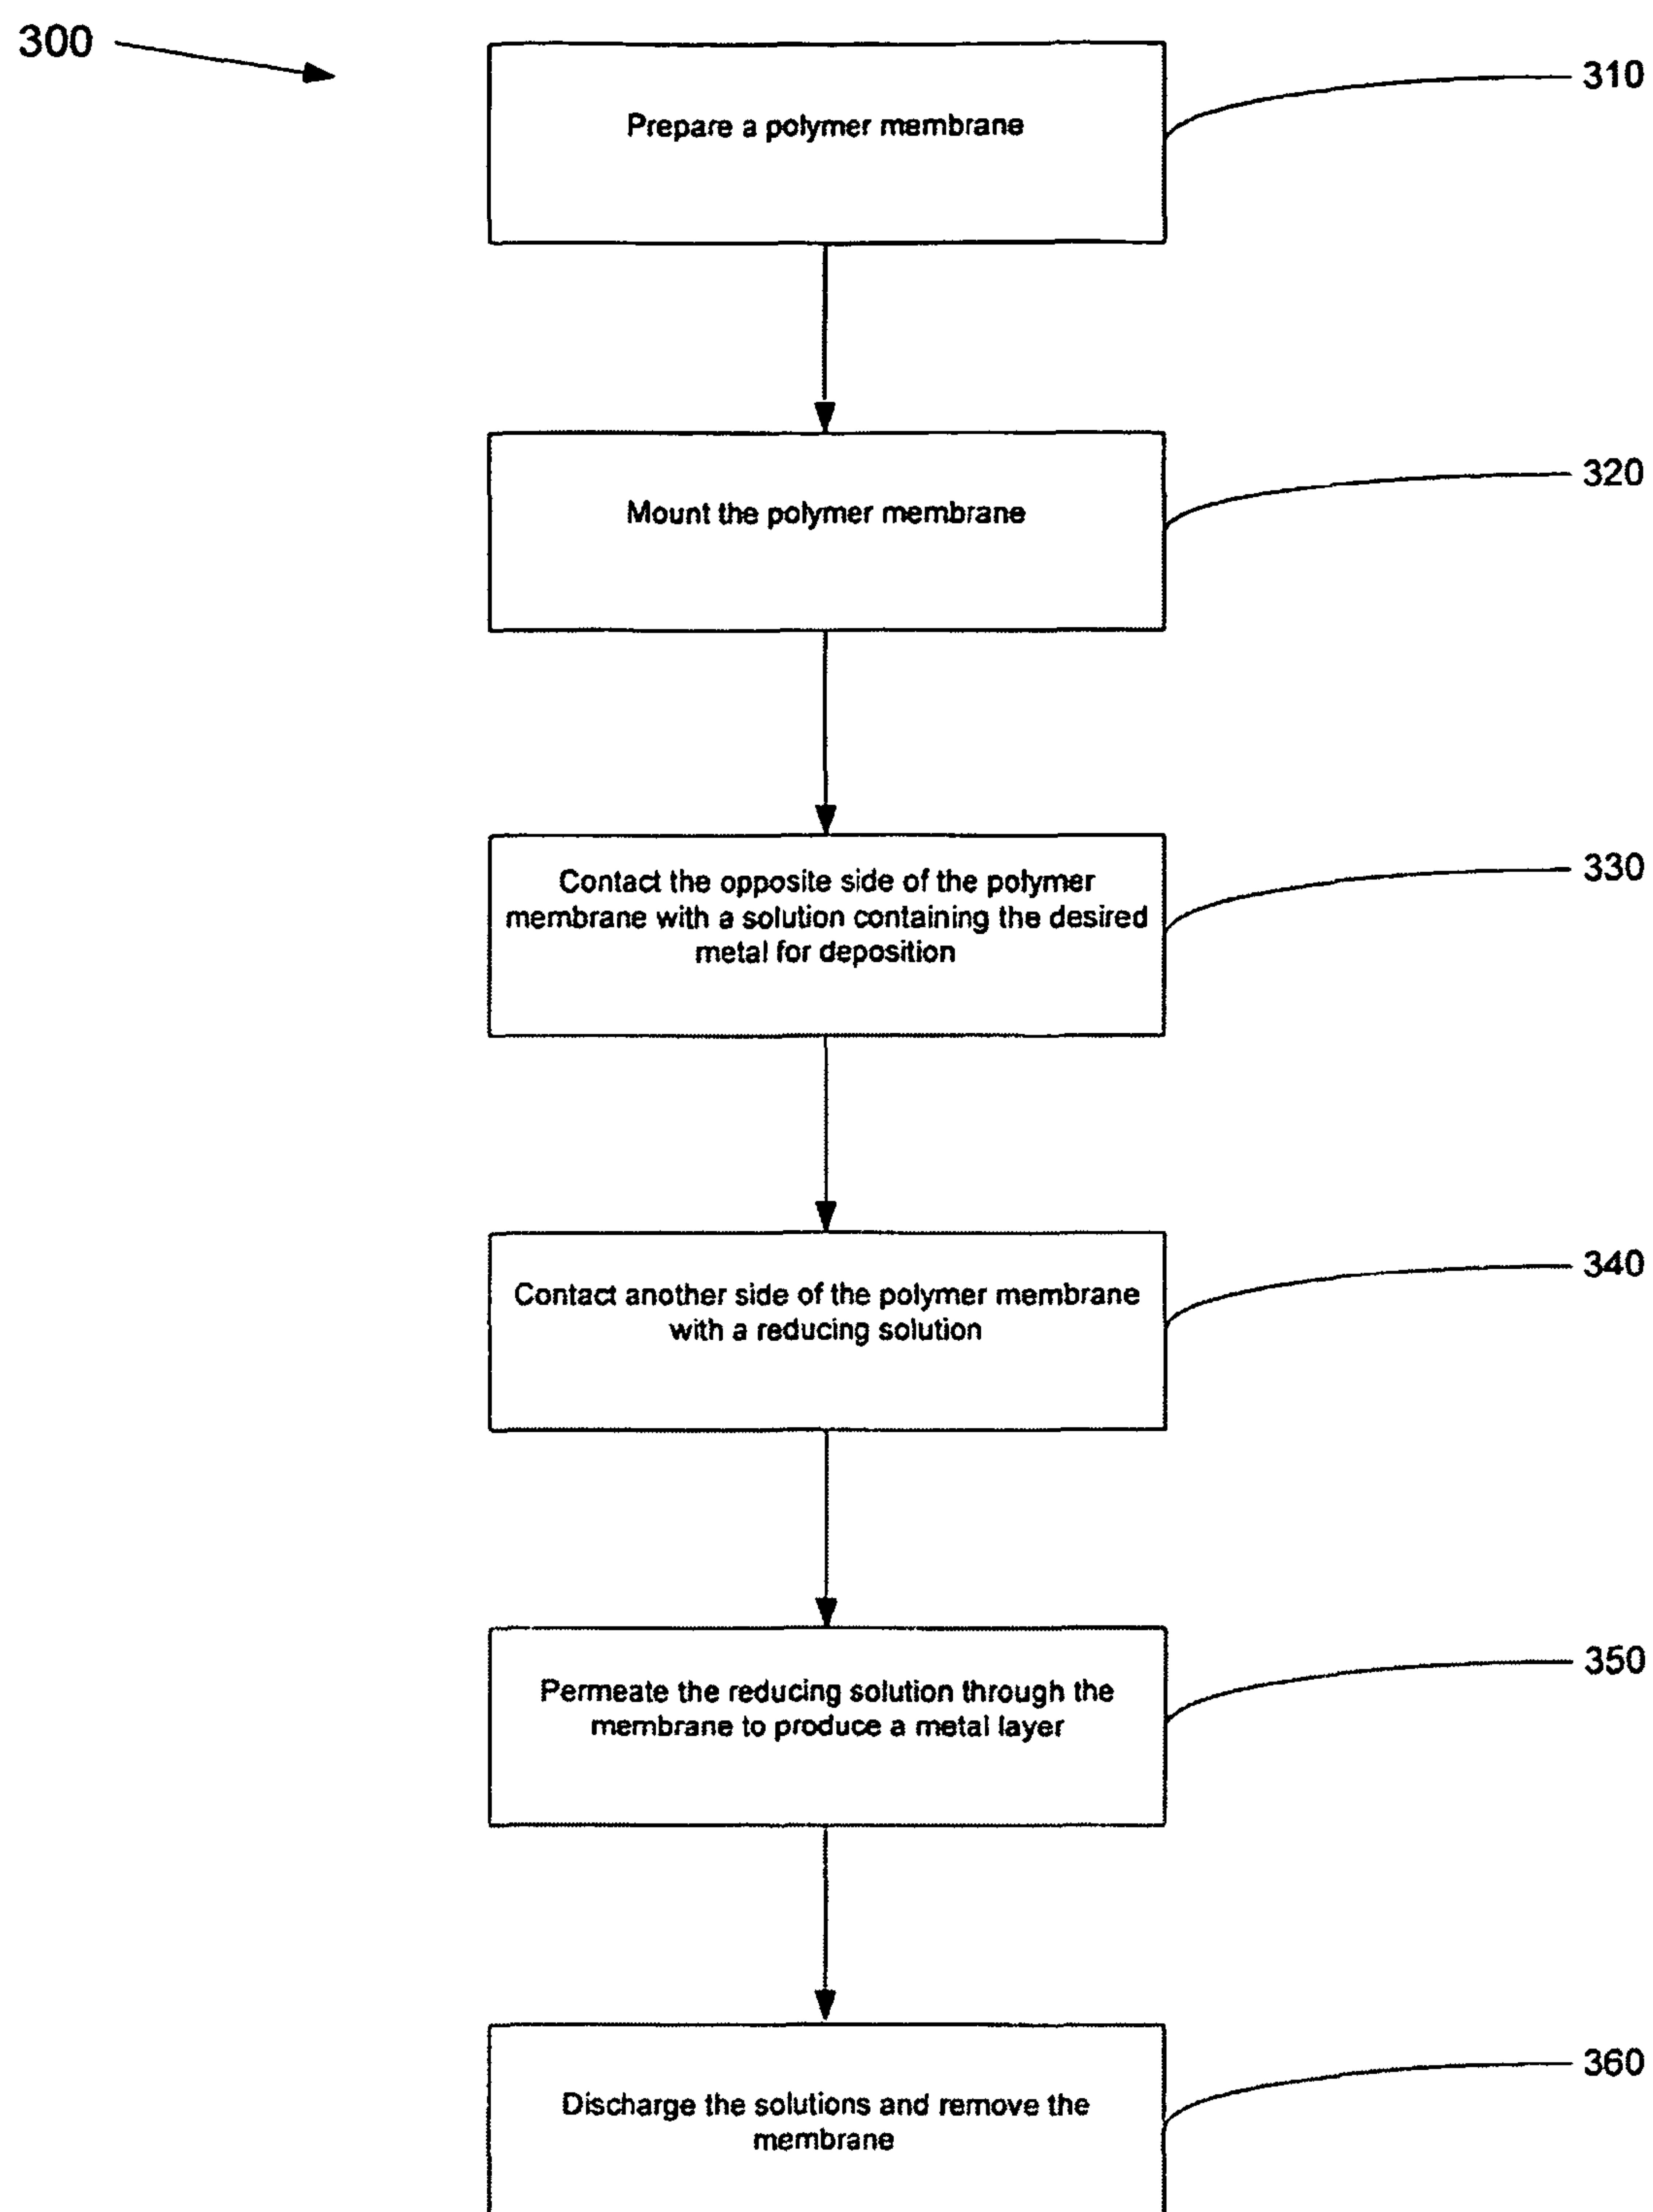 300
310
Prepare a polymer membrane
320
Mount the polymer membrane
330
Contact the opposite side of the polymer
membrane with a solution containing the desired
metal for deposition
340
Contact another side of the polymer membrane
with a reducing solution
350
Permeate the reducing solution through the
membrane to produce a metal layer
360
Discharge the solutions and remove the
membrane